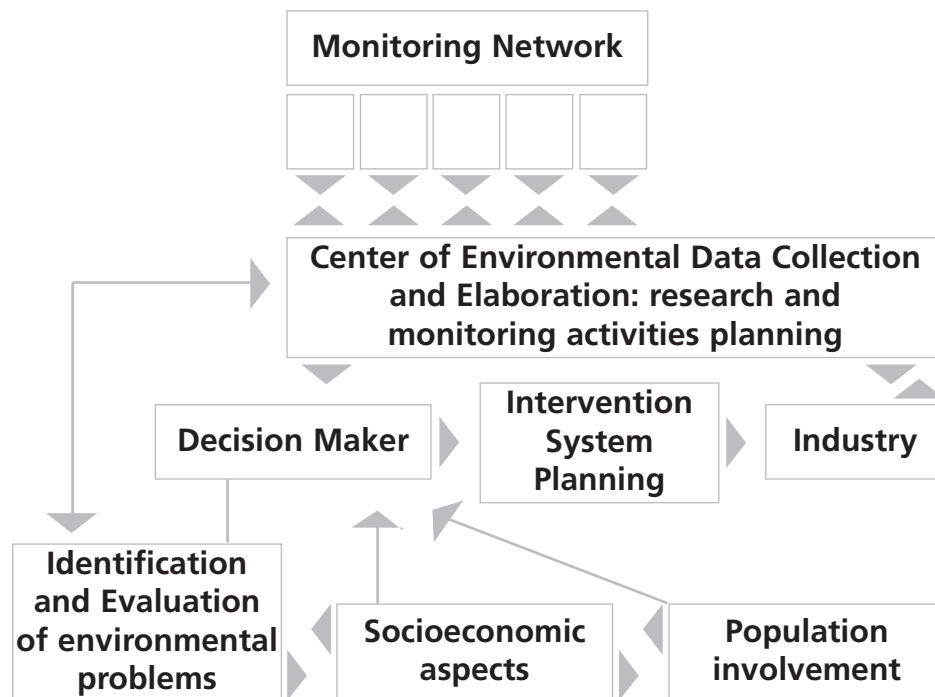 Monitoring Network
Center of Environmental Data Collection
and Elaboration: research and
monitoring activities planning
Decision Maker
Intervention
System
Planning
Industry
Identification
and Evaluation
of environmental
problems
Socioeconomic
aspects
Population
involvement